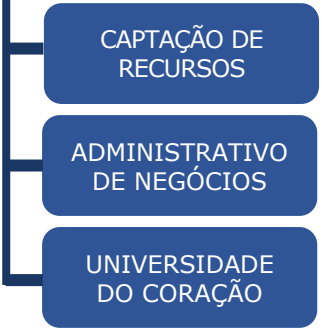 CAPTAÇÃO DE
RECURSOS
ADMINISTRATIVO
DE NEGÓCIOS
UNIVERSIDADE
DO CORAÇÃO